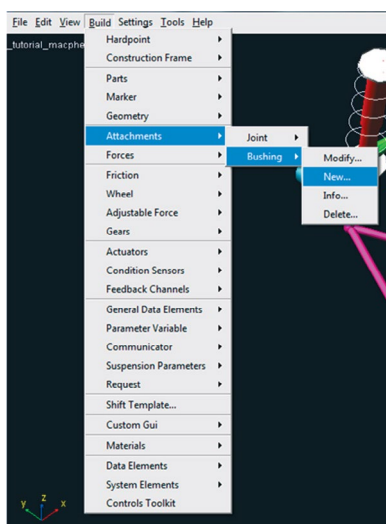 File Edit View Build Settings Tools Help
_tutorial_macphe
Hardpoint
Construction Frame
Parts
Marker
Geometry
Attachments
Forces
Friction
Wheel
Adjustable Force
Gears
Actuators
Condition Sensors
Feedback Channels
General Data Elements
Parameter Variable
Communicator
Suspension Parameters
Request
Shift Template...
Custom Gui
Materials
Data Elements
System Elements
Controls Toolkit
Joint
Bushing
Modify...
New...
Info...
Delete...
y z x